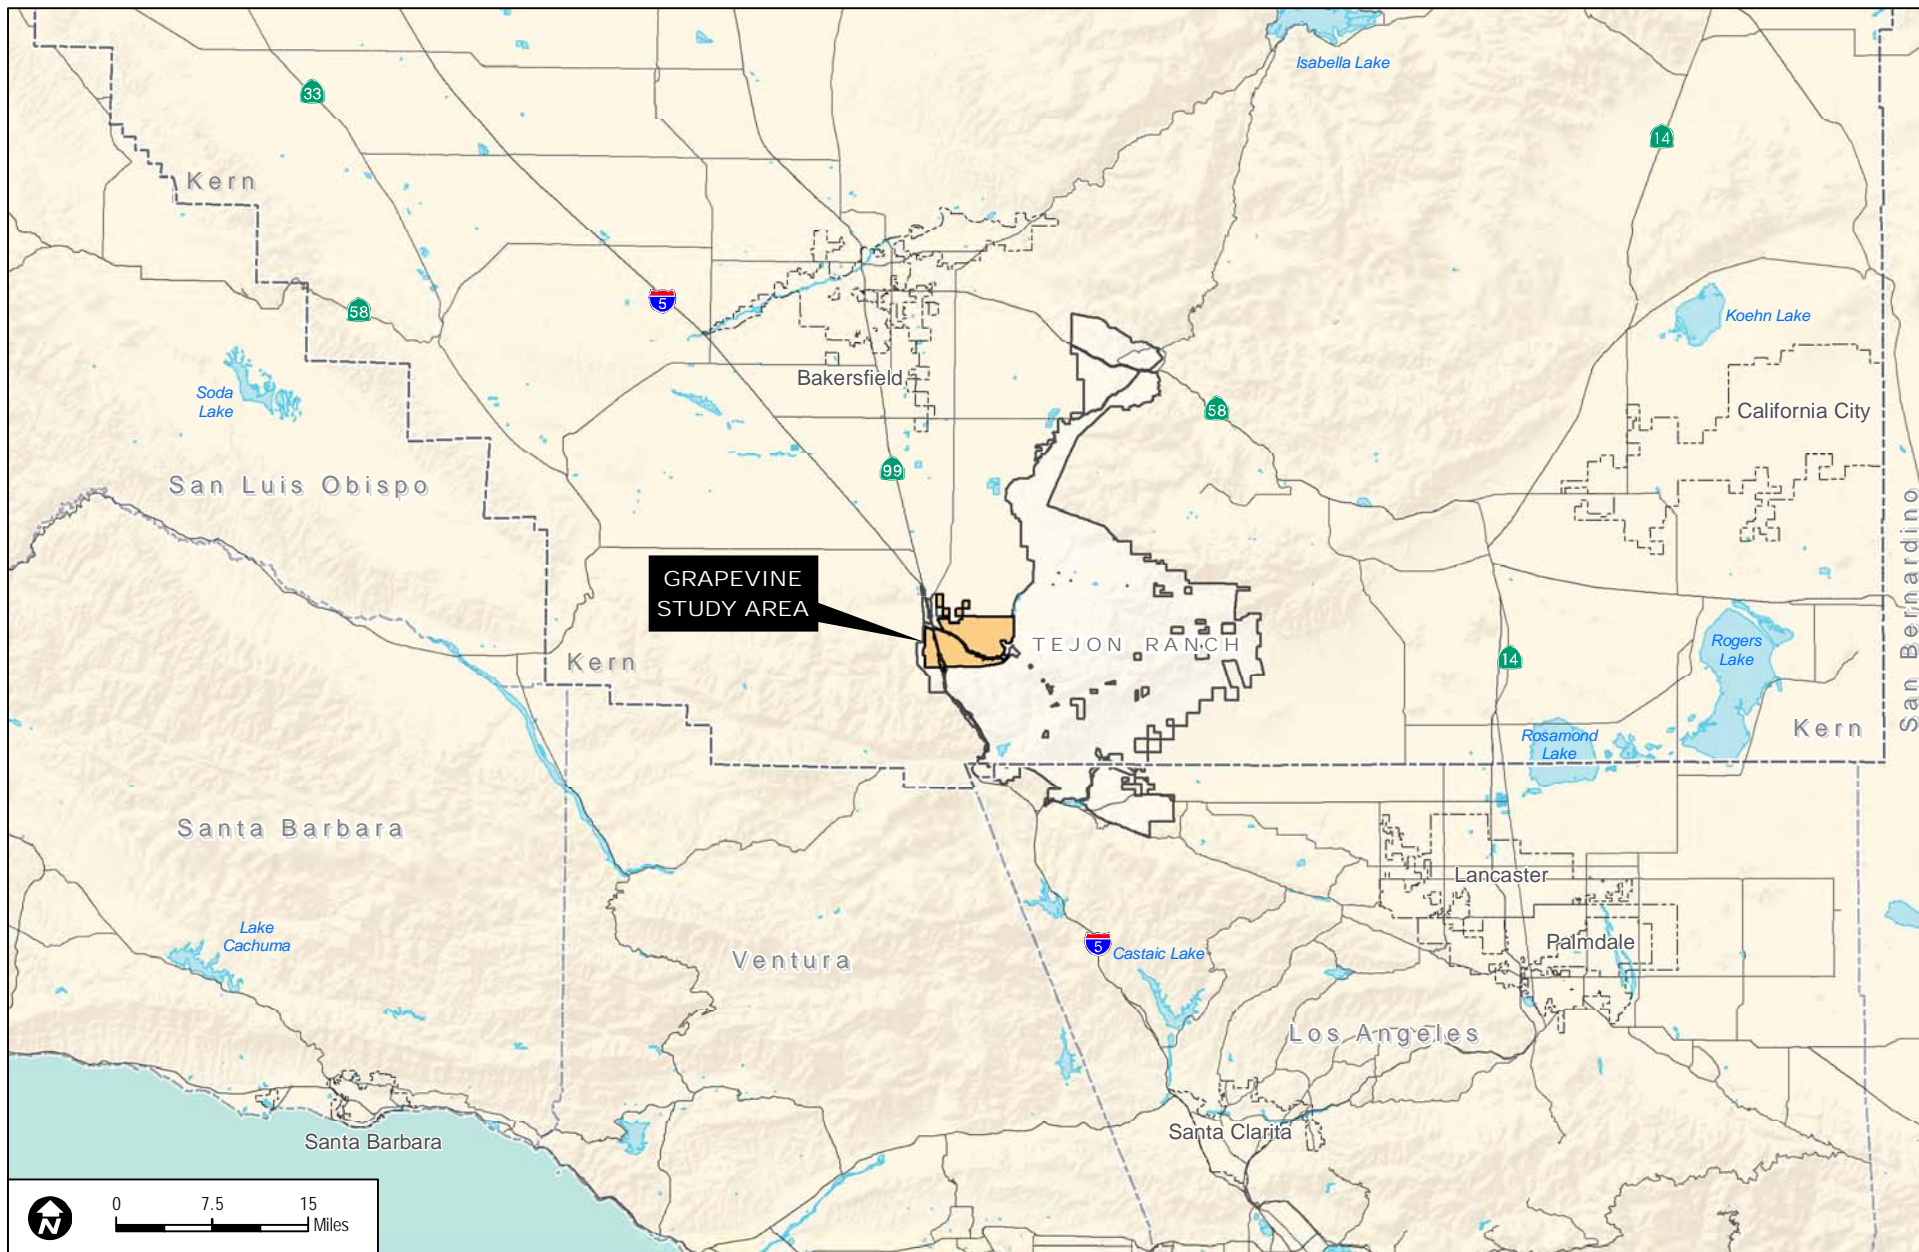 Isabella Lake
33
14
Kern
58
5
Koehn Lake
Soda
Lake
Bakersfield
58
California City
99
San Luis Obispo
San Bernardino
GRAPEVINE
STUDY AREA
TEJON RANCH
Kern
14
Rogers
Lake
Rosamond
Lake
Kern
Santa Barbara
Lancaster
Lake
Cachuma
Ventura
5
Castaic Lake
Palmdale
Los Angeles
Santa Barbara
Santa Clarita
N
0 7.5 15
Miles